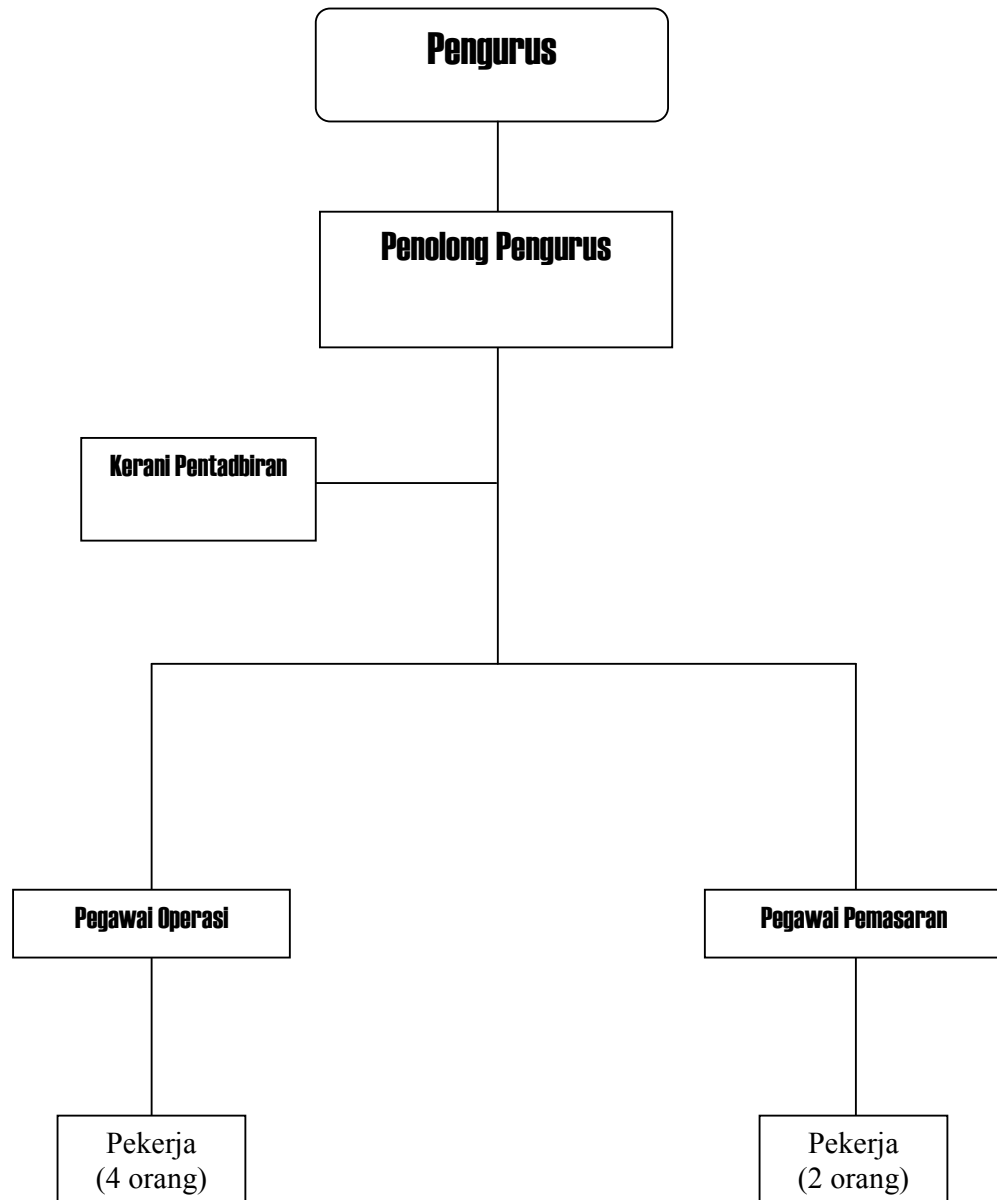 Pengurus
Penolong Pengurus
Kerani Pentadbiran
Pegawai Operasi
Pegawai Pemasaran
Pekerja
(4 orang)
Pekerja
(2 orang)